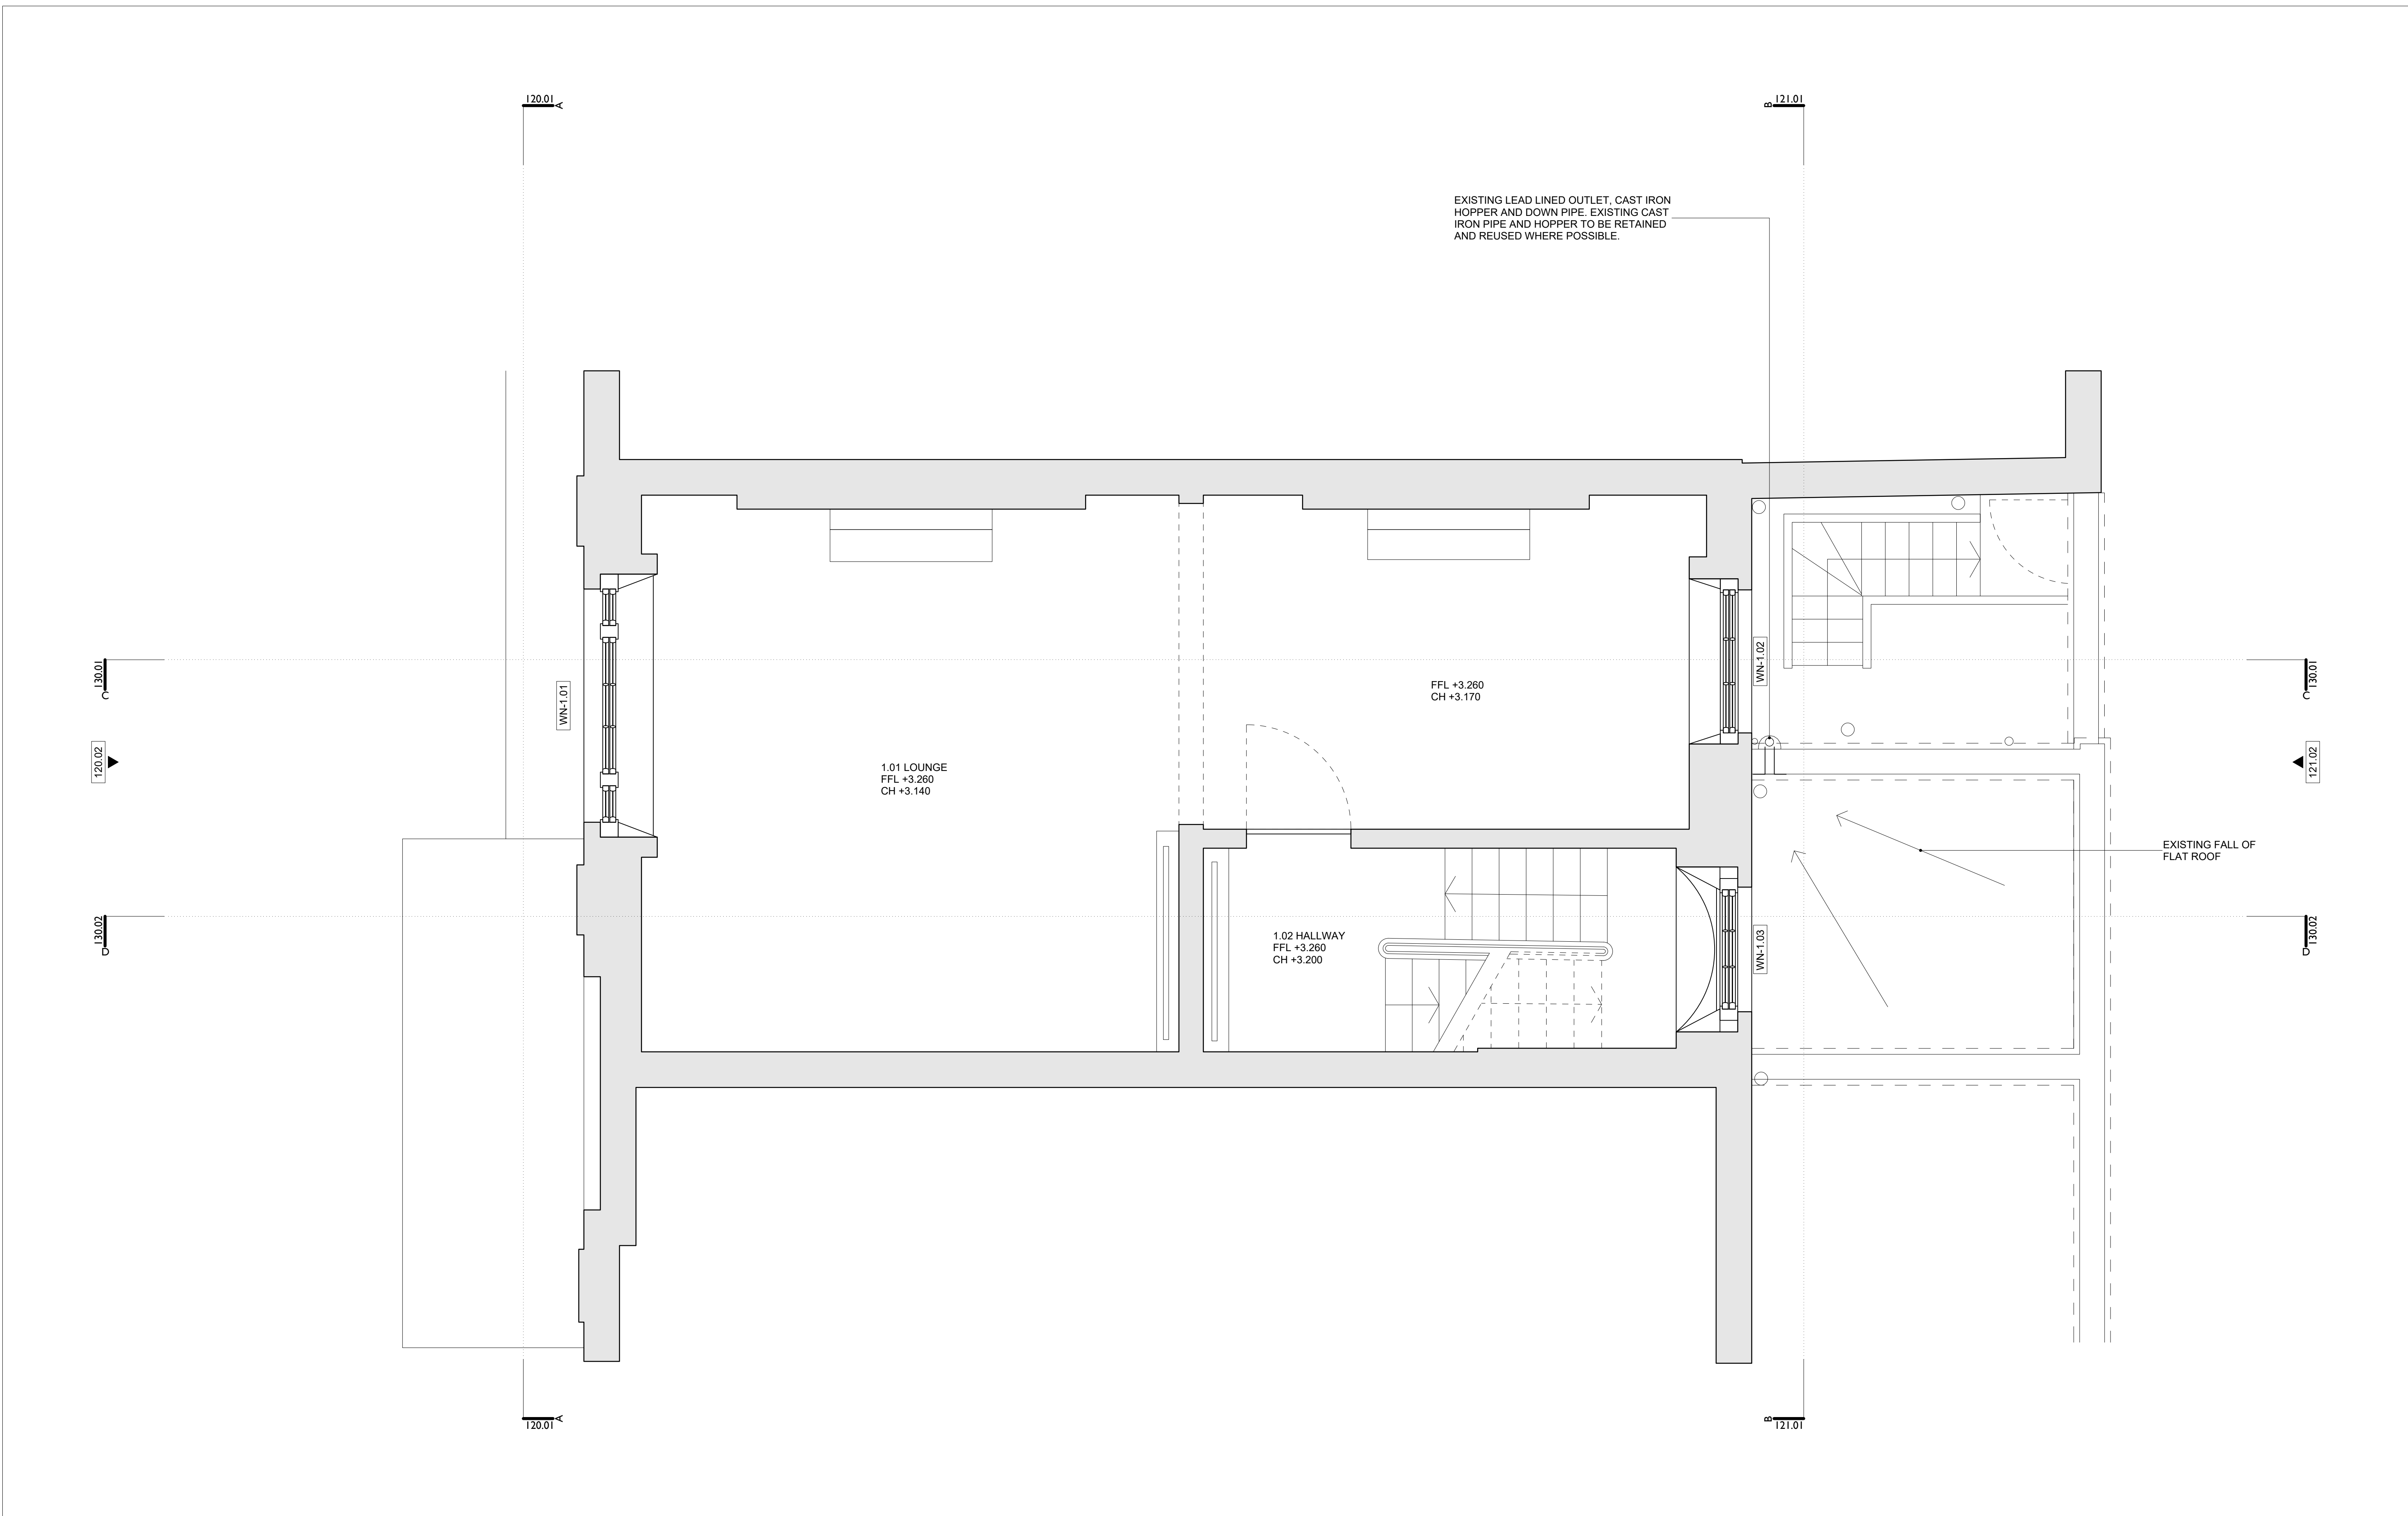 120.01
A
121.01
B
EXISTING LEAD LINED OUTLET, CAST IRON
HOPPER AND DOWN PIPE. EXISTING CAST
IRON PIPE AND HOPPER TO BE RETAINED
AND REUSED WHERE POSSIBLE.
130.01
C
130.01
C
WN-1.01
WN-1.02
FFL +3.260
CH +3.170
120.02
121.02
1.01 LOUNGE
FFL +3.260
CH +3.140
EXISTING FALL OF
FLAT ROOF
130.02
D
1.02 HALLWAY
FFL +3.260
CH +3.200
WN-1.03
130.02
D
A
120.01
B
121.01